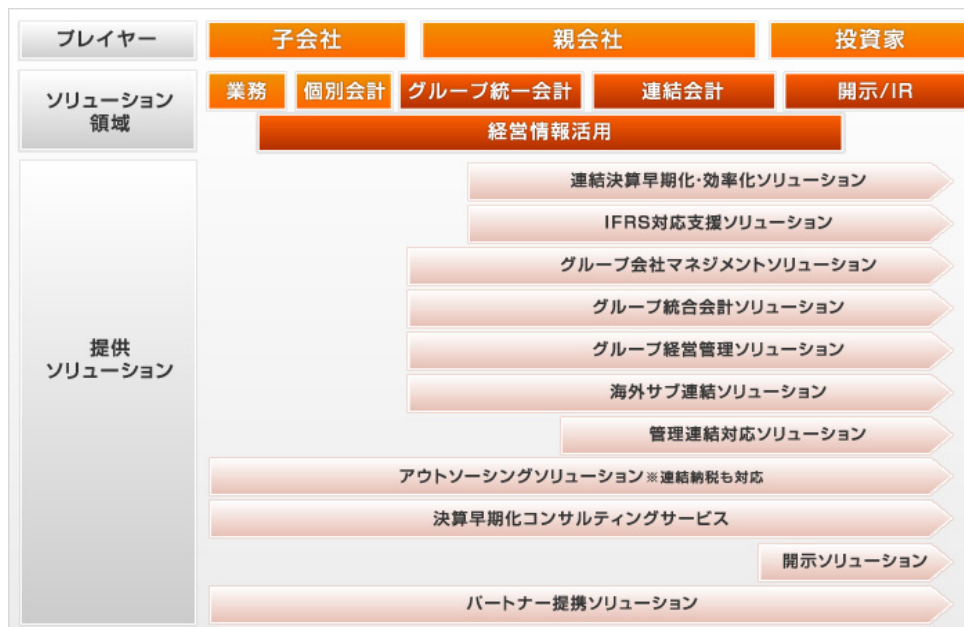 プレイヤー
子会社
親会社
投資家
ソリューション
領域
業務
個別会計
グループ統一会計
連結会計
開示/IR
経営情報活用
提供
ソリューション
連結決算早期化・効率化ソリューション
IFRS対応支援ソリューション
グループ会社マネジメントソリューション
グループ統合会計ソリューション
グループ経営管理ソリューション
海外サブ連結ソリューション
管理連結対応ソリューション
アウトソーシングソリューション※連結納税も対応
決算早期化コンサルティングサービス
開示ソリューション
パートナー提携ソリューション